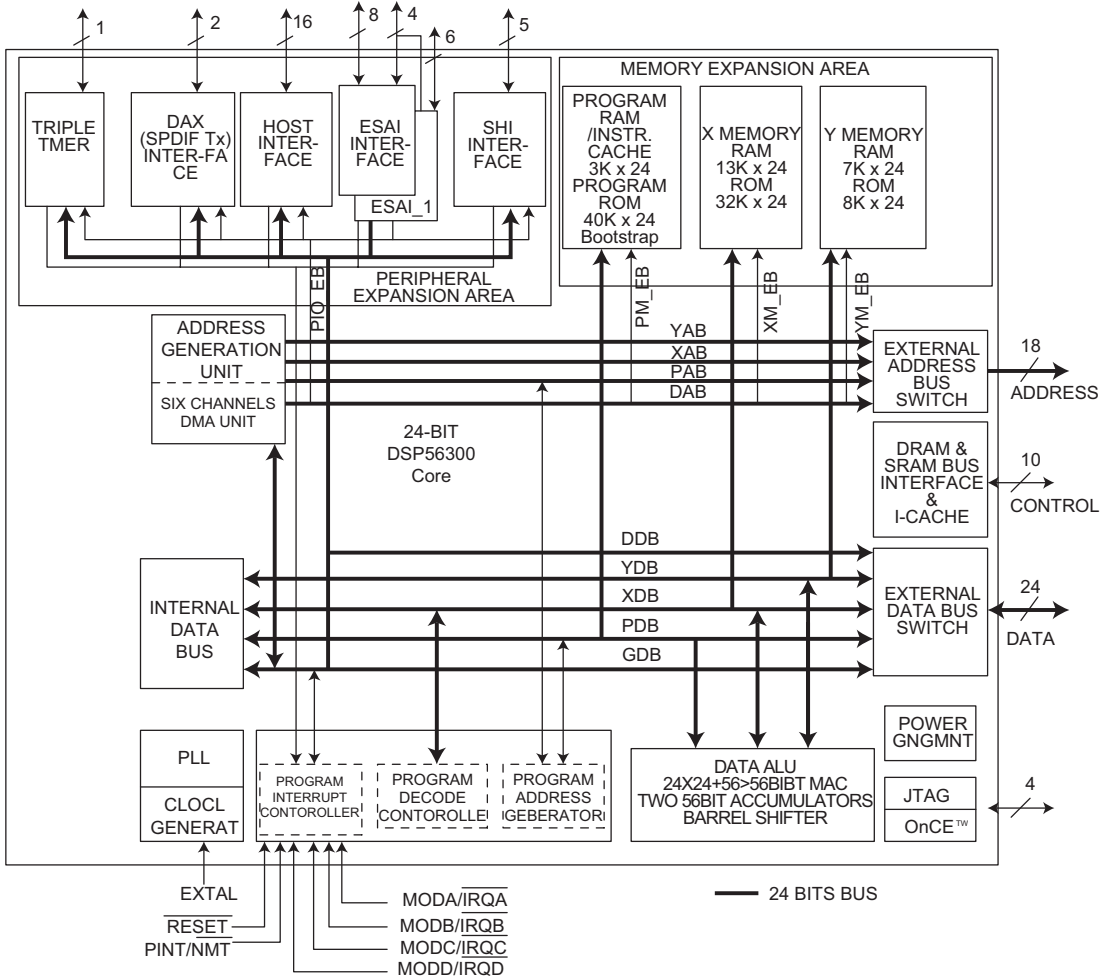 1
2
16
8
4
6
5
MEMORY EXPANSION AREA
TRIPLE
TMER
DAX
(SPDIF Tx)
INTER-FA
CE
HOST
INTER-
FACE
ESAI
INTER-
FACE
ESAI_1
SHI
INTER-
FACE
PROGRAM
RAM
/INSTR.
CACHE
3K x 24
PROGRAM
ROM
40K x 24
Bootstrap
X MEMORY
RAM
13K x 24
ROM
32K x 24
Y MEMORY
RAM
7K x 24
ROM
8K x 24
PERIPHERAL
EXPANSION AREA
PIO_EB
PM_EB
XM_EB
YM_EB
ADDRESS
GENERATION
UNIT
SIX CHANNELS
DMA UNIT
YAB
XAB
PAB
DAB
EXTERNAL
ADDRESS
BUS
SWITCH
18
ADDRESS
24-BIT
DSP56300
Core
DRAM &
SRAM BUS
INTERFACE
&
I-CACHE
10
CONTROL
INTERNAL
DATA
BUS
DDB
YDB
XDB
PDB
GDB
EXTERNAL
DATA BUS
SWITCH
24
DATA
PLL
CLOCL
GENERAT
PROGRAM
INTERRUPT
CONTOROLLER
PROGRAM
DECODE
CONTOROLLE
PROGRAM
ADDRESS
GEBERATOR
DATA ALU
24X24+56>56BIBT MAC
TWO 56BIT ACCUMULATORS
BARREL SHIFTER
POWER
GNGMNT
JTAG
OnCE™
4
EXTAL
RESET
PINT/NMT
MODA/IRQA
MODB/IRQB
MODC/IRQC
MODD/IRQD
24 BITS BUS